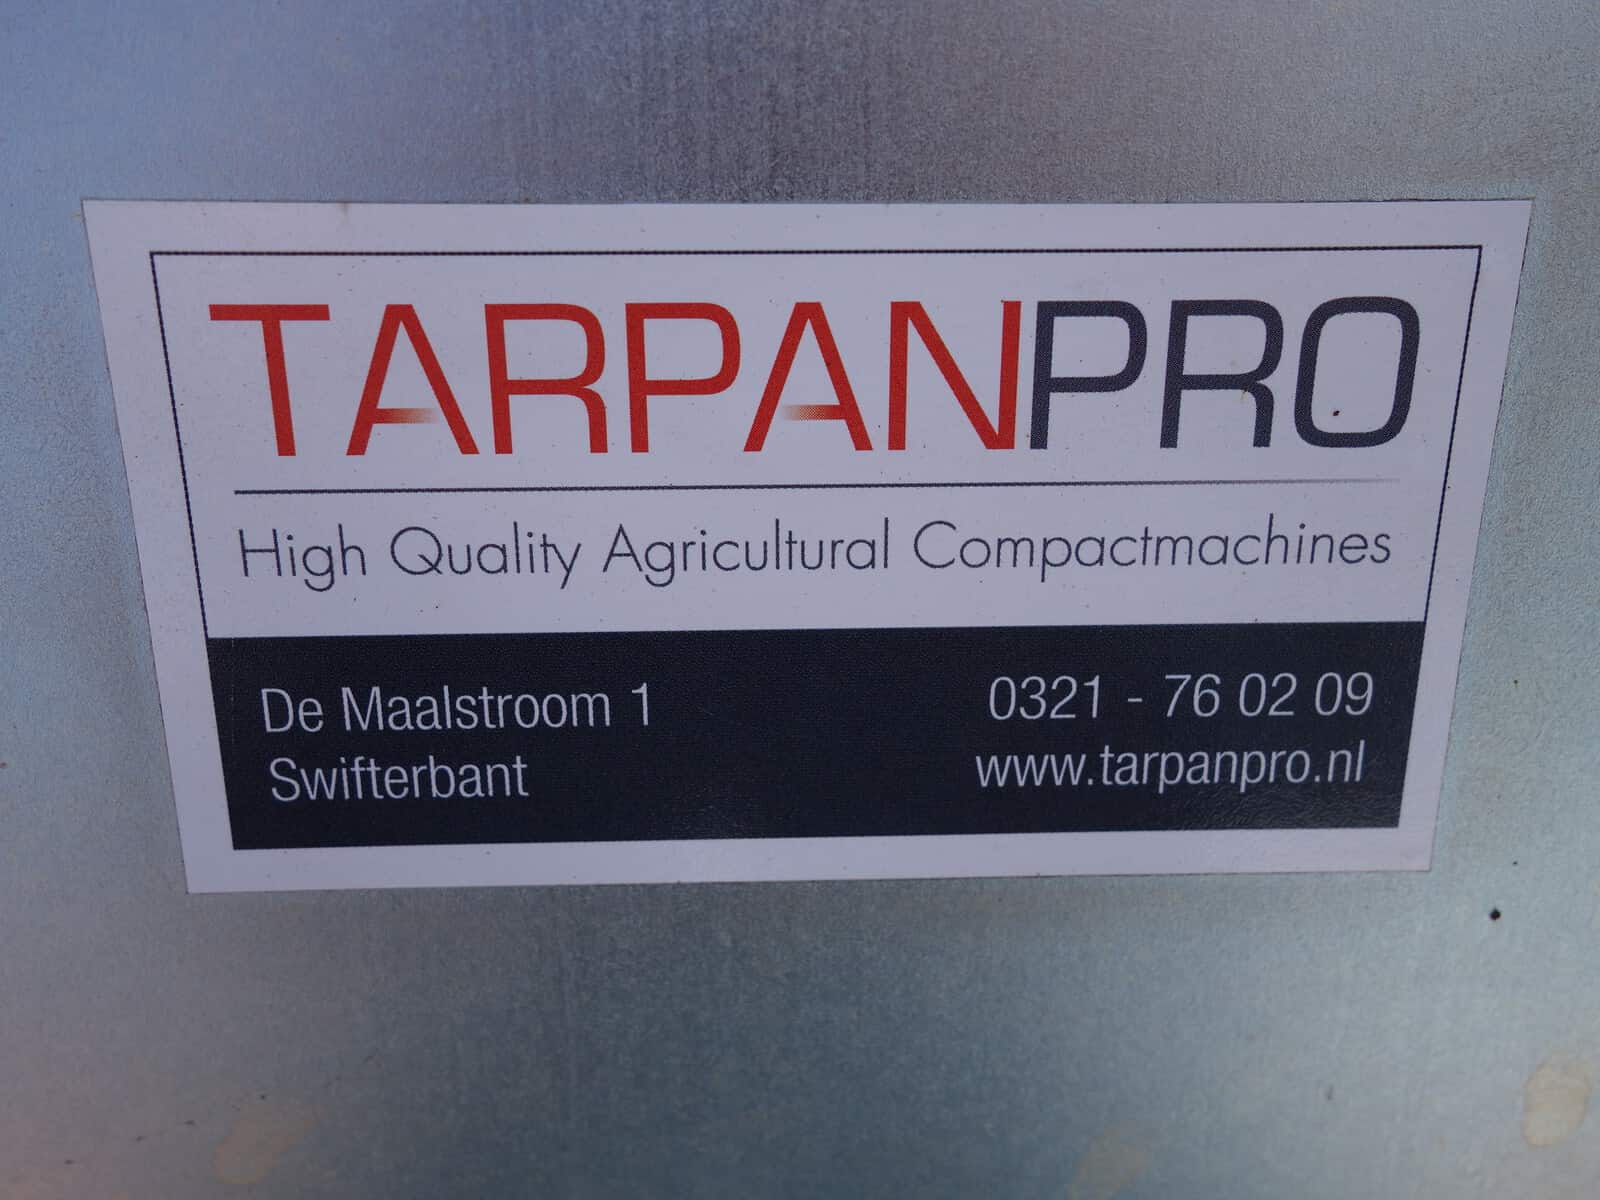 TARPANPRO
High Quality Agricultural Compactmachines
De Maalstroom 1
Swifterbant
0321 - 76 02 09
www.tarpanpro.nl